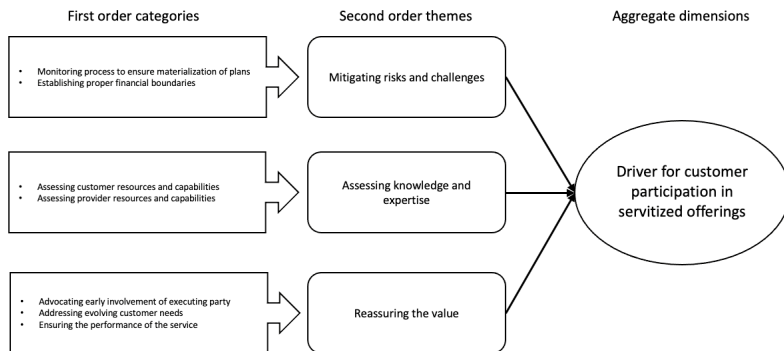 First order categories
Second order themes
Aggregate dimensions
• Monitoring process to ensure materialization of plans
• Establishing proper financial boundaries
Mitigating risks and challenges
• Assessing customer resources and capabilities
• Assessing provider resources and capabilities
Assessing knowledge and
expertise
Driver for customer
participation in
servitized offerings
• Advocating early involvement of executing party
• Addressing evolving customer needs
• Ensuring the performance of the service
Reassuring the value